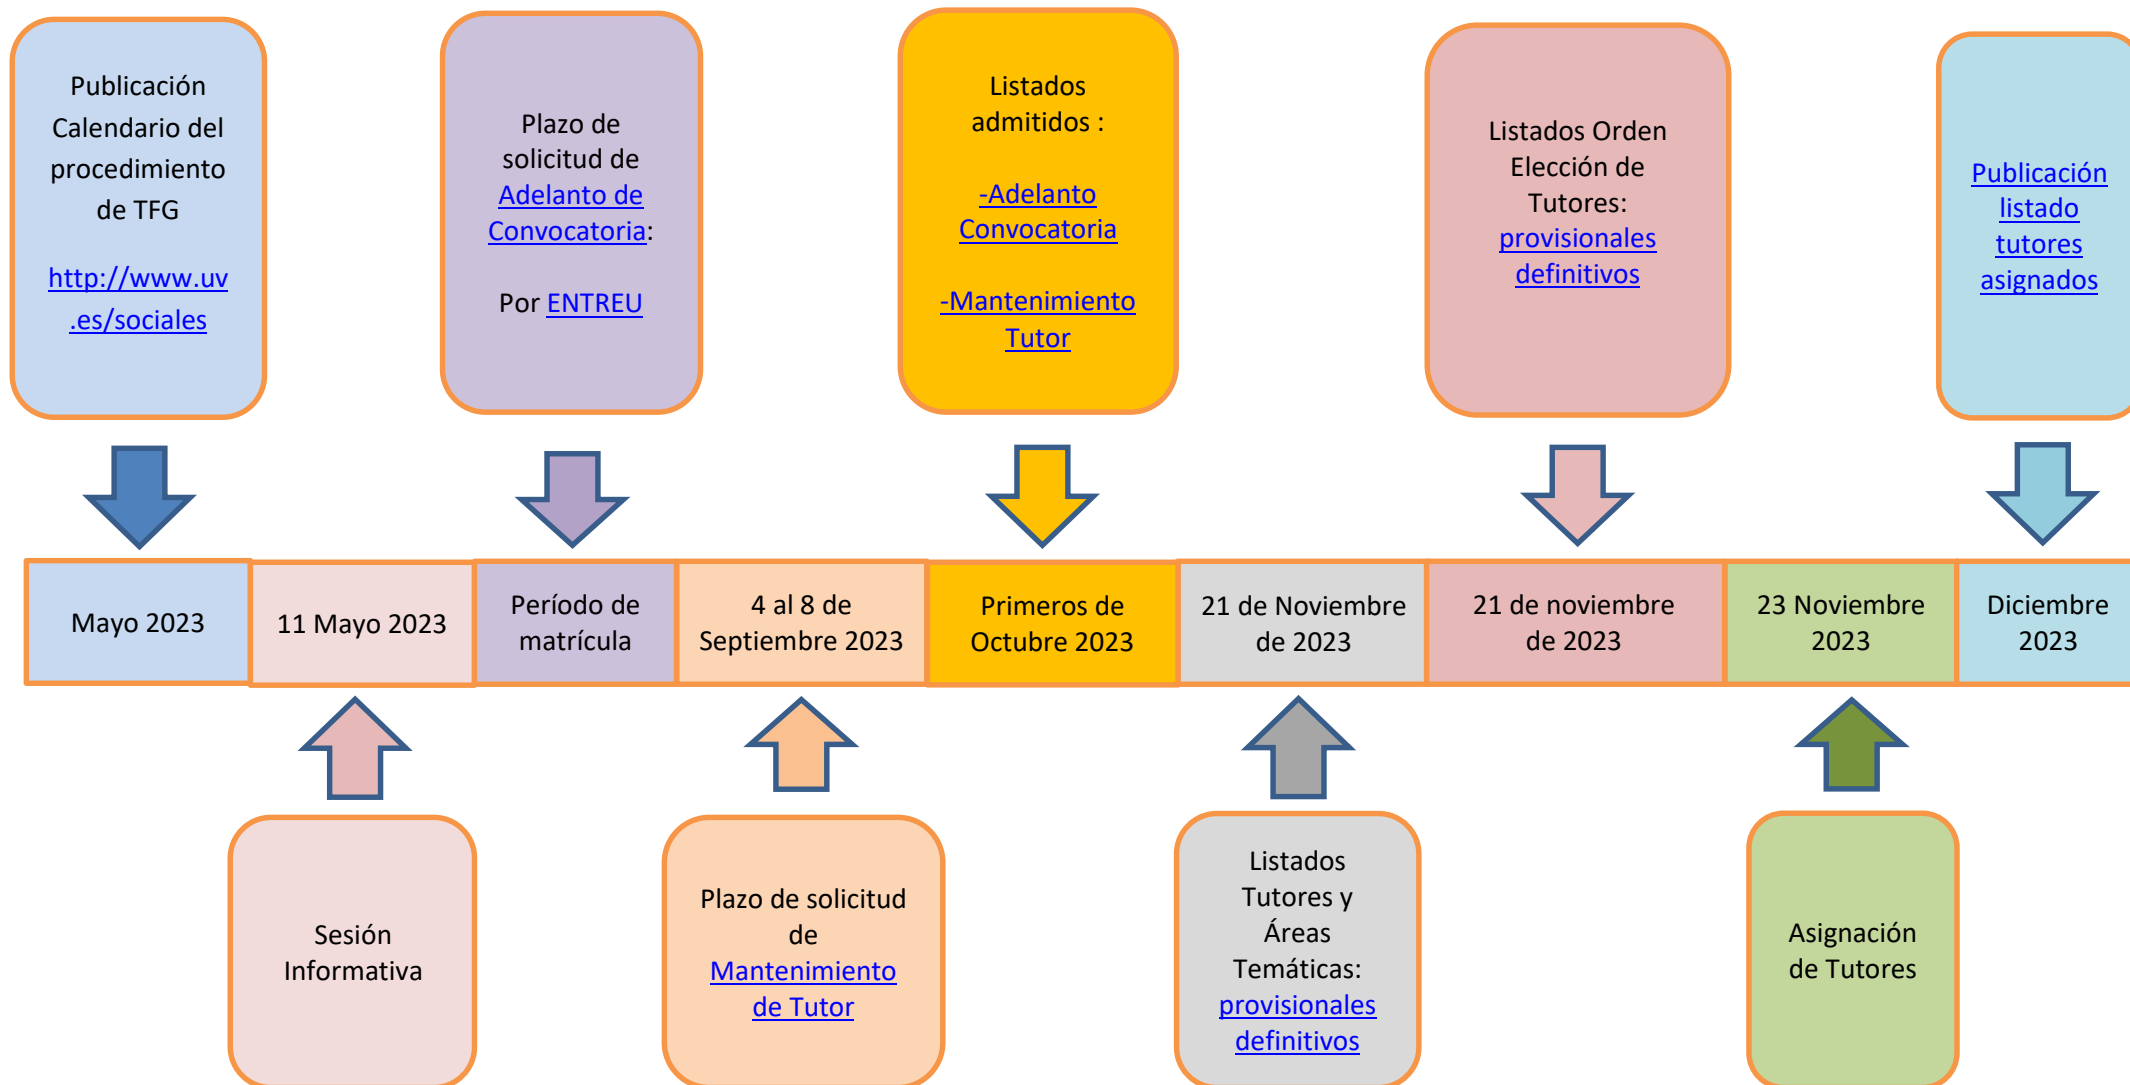 Publicación
Calendario del
procedimiento
de TFG
http://www.uv
.es/sociales
Plazo de
solicitud de
Adelanto de
Convocatoria:
Por ENTREU
Listados
admitidos :
-Adelanto
Convocatoria
-Mantenimiento
Tutor
Listados Orden
Elección de
Tutores:
provisionales
definitivos
Publicación
listado
tutores
asignados
Mayo 2023
11 Mayo 2023
Período de
matrícula
4 al 8 de
Septiembre 2023
Primeros de
Octubre 2023
21 de Noviembre
de 2023
21 de noviembre
de 2023
23 Noviembre
2023
Diciembre
2023
Sesión
Informativa
Plazo de solicitud
de
Mantenimiento
de Tutor
Listados
Tutores y
Áreas
Temáticas:
provisionales
definitivos
Asignación
de Tutores